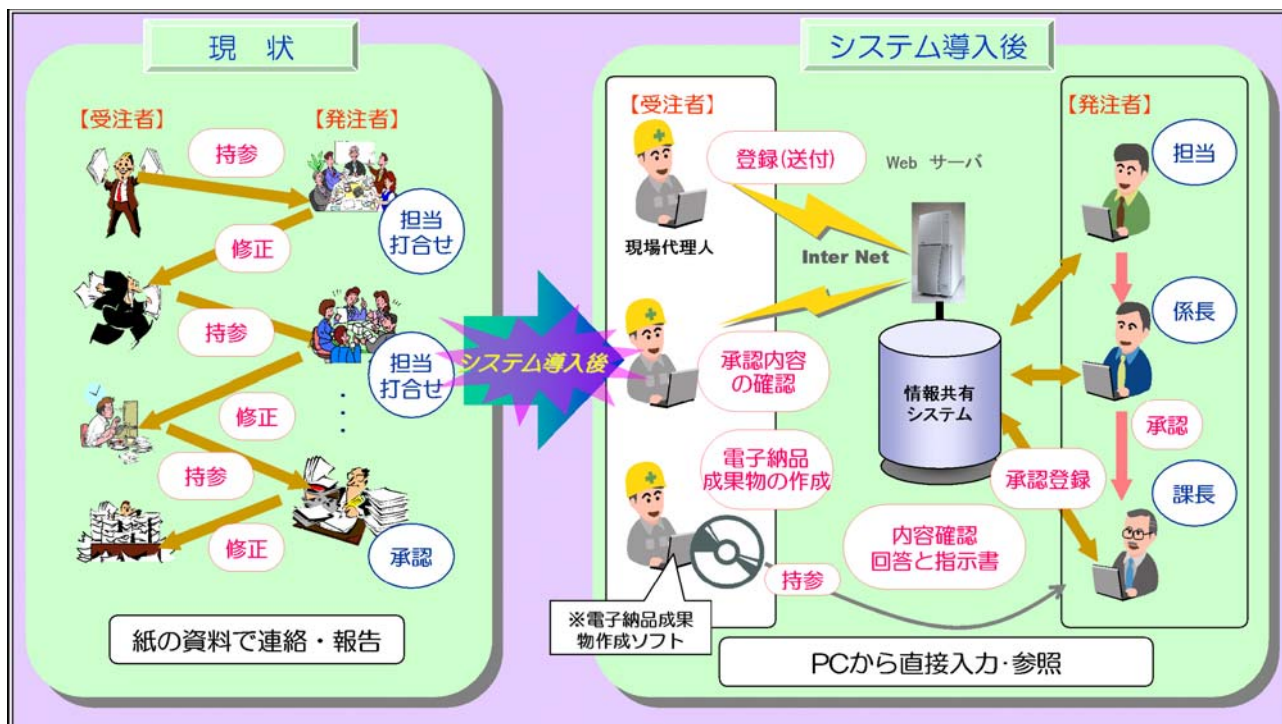 現 状
【受注者】
【発注者】
持参
担当
打合せ
修正
持参
担当
打合せ
修正
持参
修正
承認
紙の資料で連絡・報告
システム導入後
システム導入後
【受注者】
登録(送付)
現場代理人
Web サーバ
Inter Net
承認内容
の確認
電子納品
成果物の作成
持参
※電子納品成果
物作成ソフト
情報共有
システム
承認登録
内容確認
回答と指示書
【発注者】
担当
係長
承認
課長
PCから直接入力・参照